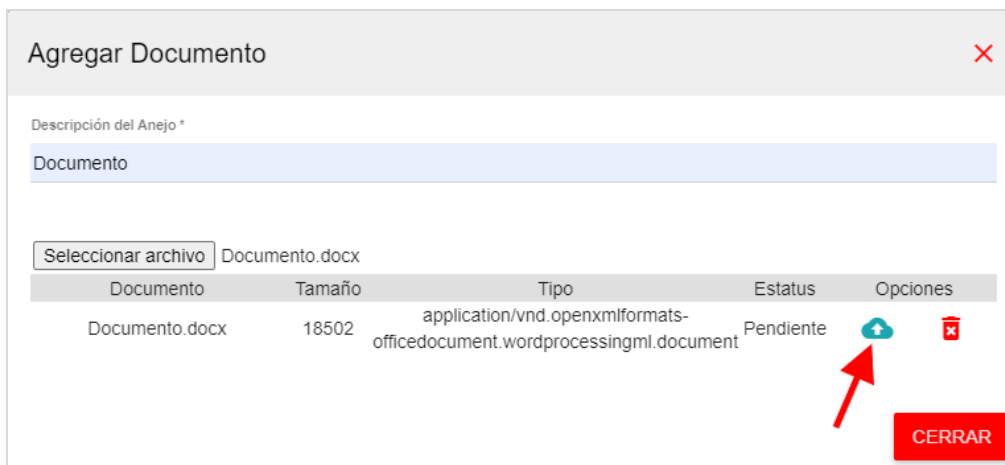 Agregar Documento
Descripción del Anejo *
Documento
Seleccionar archivo Documento.docx
Documento Tamaño Tipo Estatus Opciones
Documento.docx 18502 application/vnd.openxmlformats-officedocument.wordprocessingml.document Pendiente
CERRAR